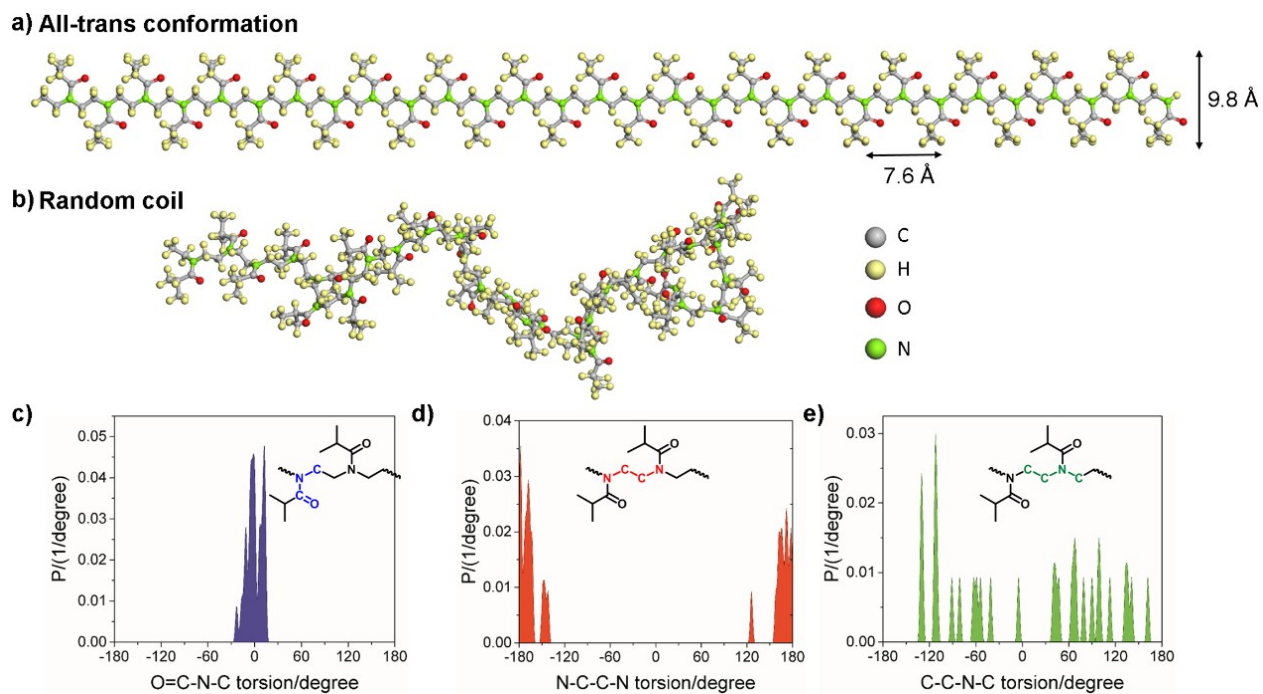 a) All-trans conformation
9.8 Å
7.6 Å
b) Random coil
C
H
O
N
c)
P/(1/degree)
0.05
0.04
0.03
0.02
0.01
0.00
-180 -120 -60 0 60 120 180
O=C-N-C torsion/degree
N
O
C
N
C
O
d)
P/(1/degree)
0.04
0.03
0.02
0.01
0.00
-180 -120 -60 0 60 120 180
N-C-C-N torsion/degree
O
C
N
N
C
O
e)
P/(1/degree)
0.03
0.02
0.01
0.00
-180 -120 -60 0 60 120 180
C-C-N-C torsion/degree
O
C
N
N
C
C
O